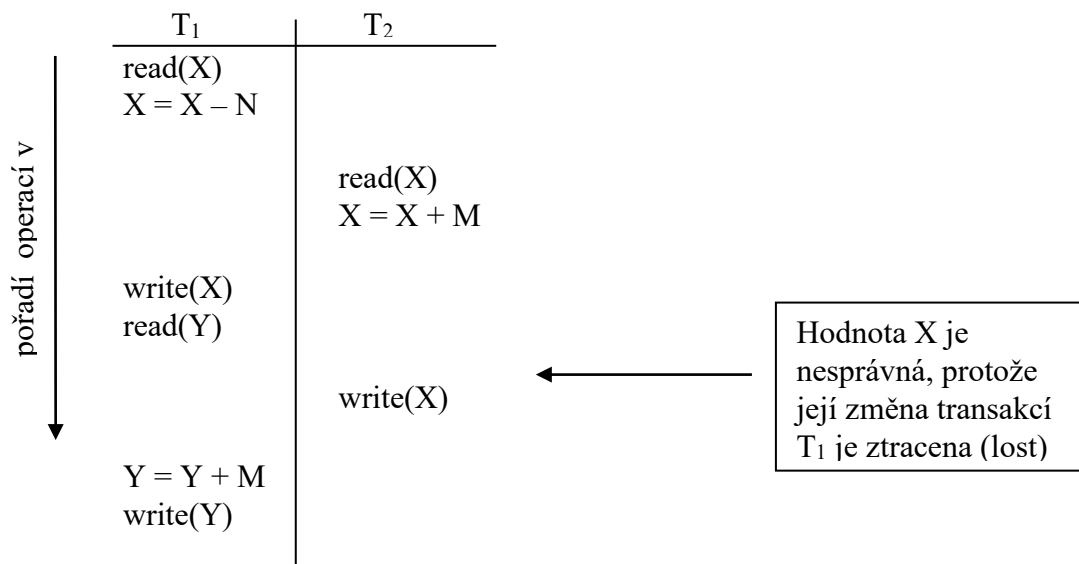 T1 T2
read(X)
X = X – N
read(X)
X = X + M
write(X)
read(Y)
write(X)
Y = Y + M
write(Y)
pořadí operací v
Hodnota X je
nesprávná, protože
její změna transakcí
T1 je ztracena (lost)